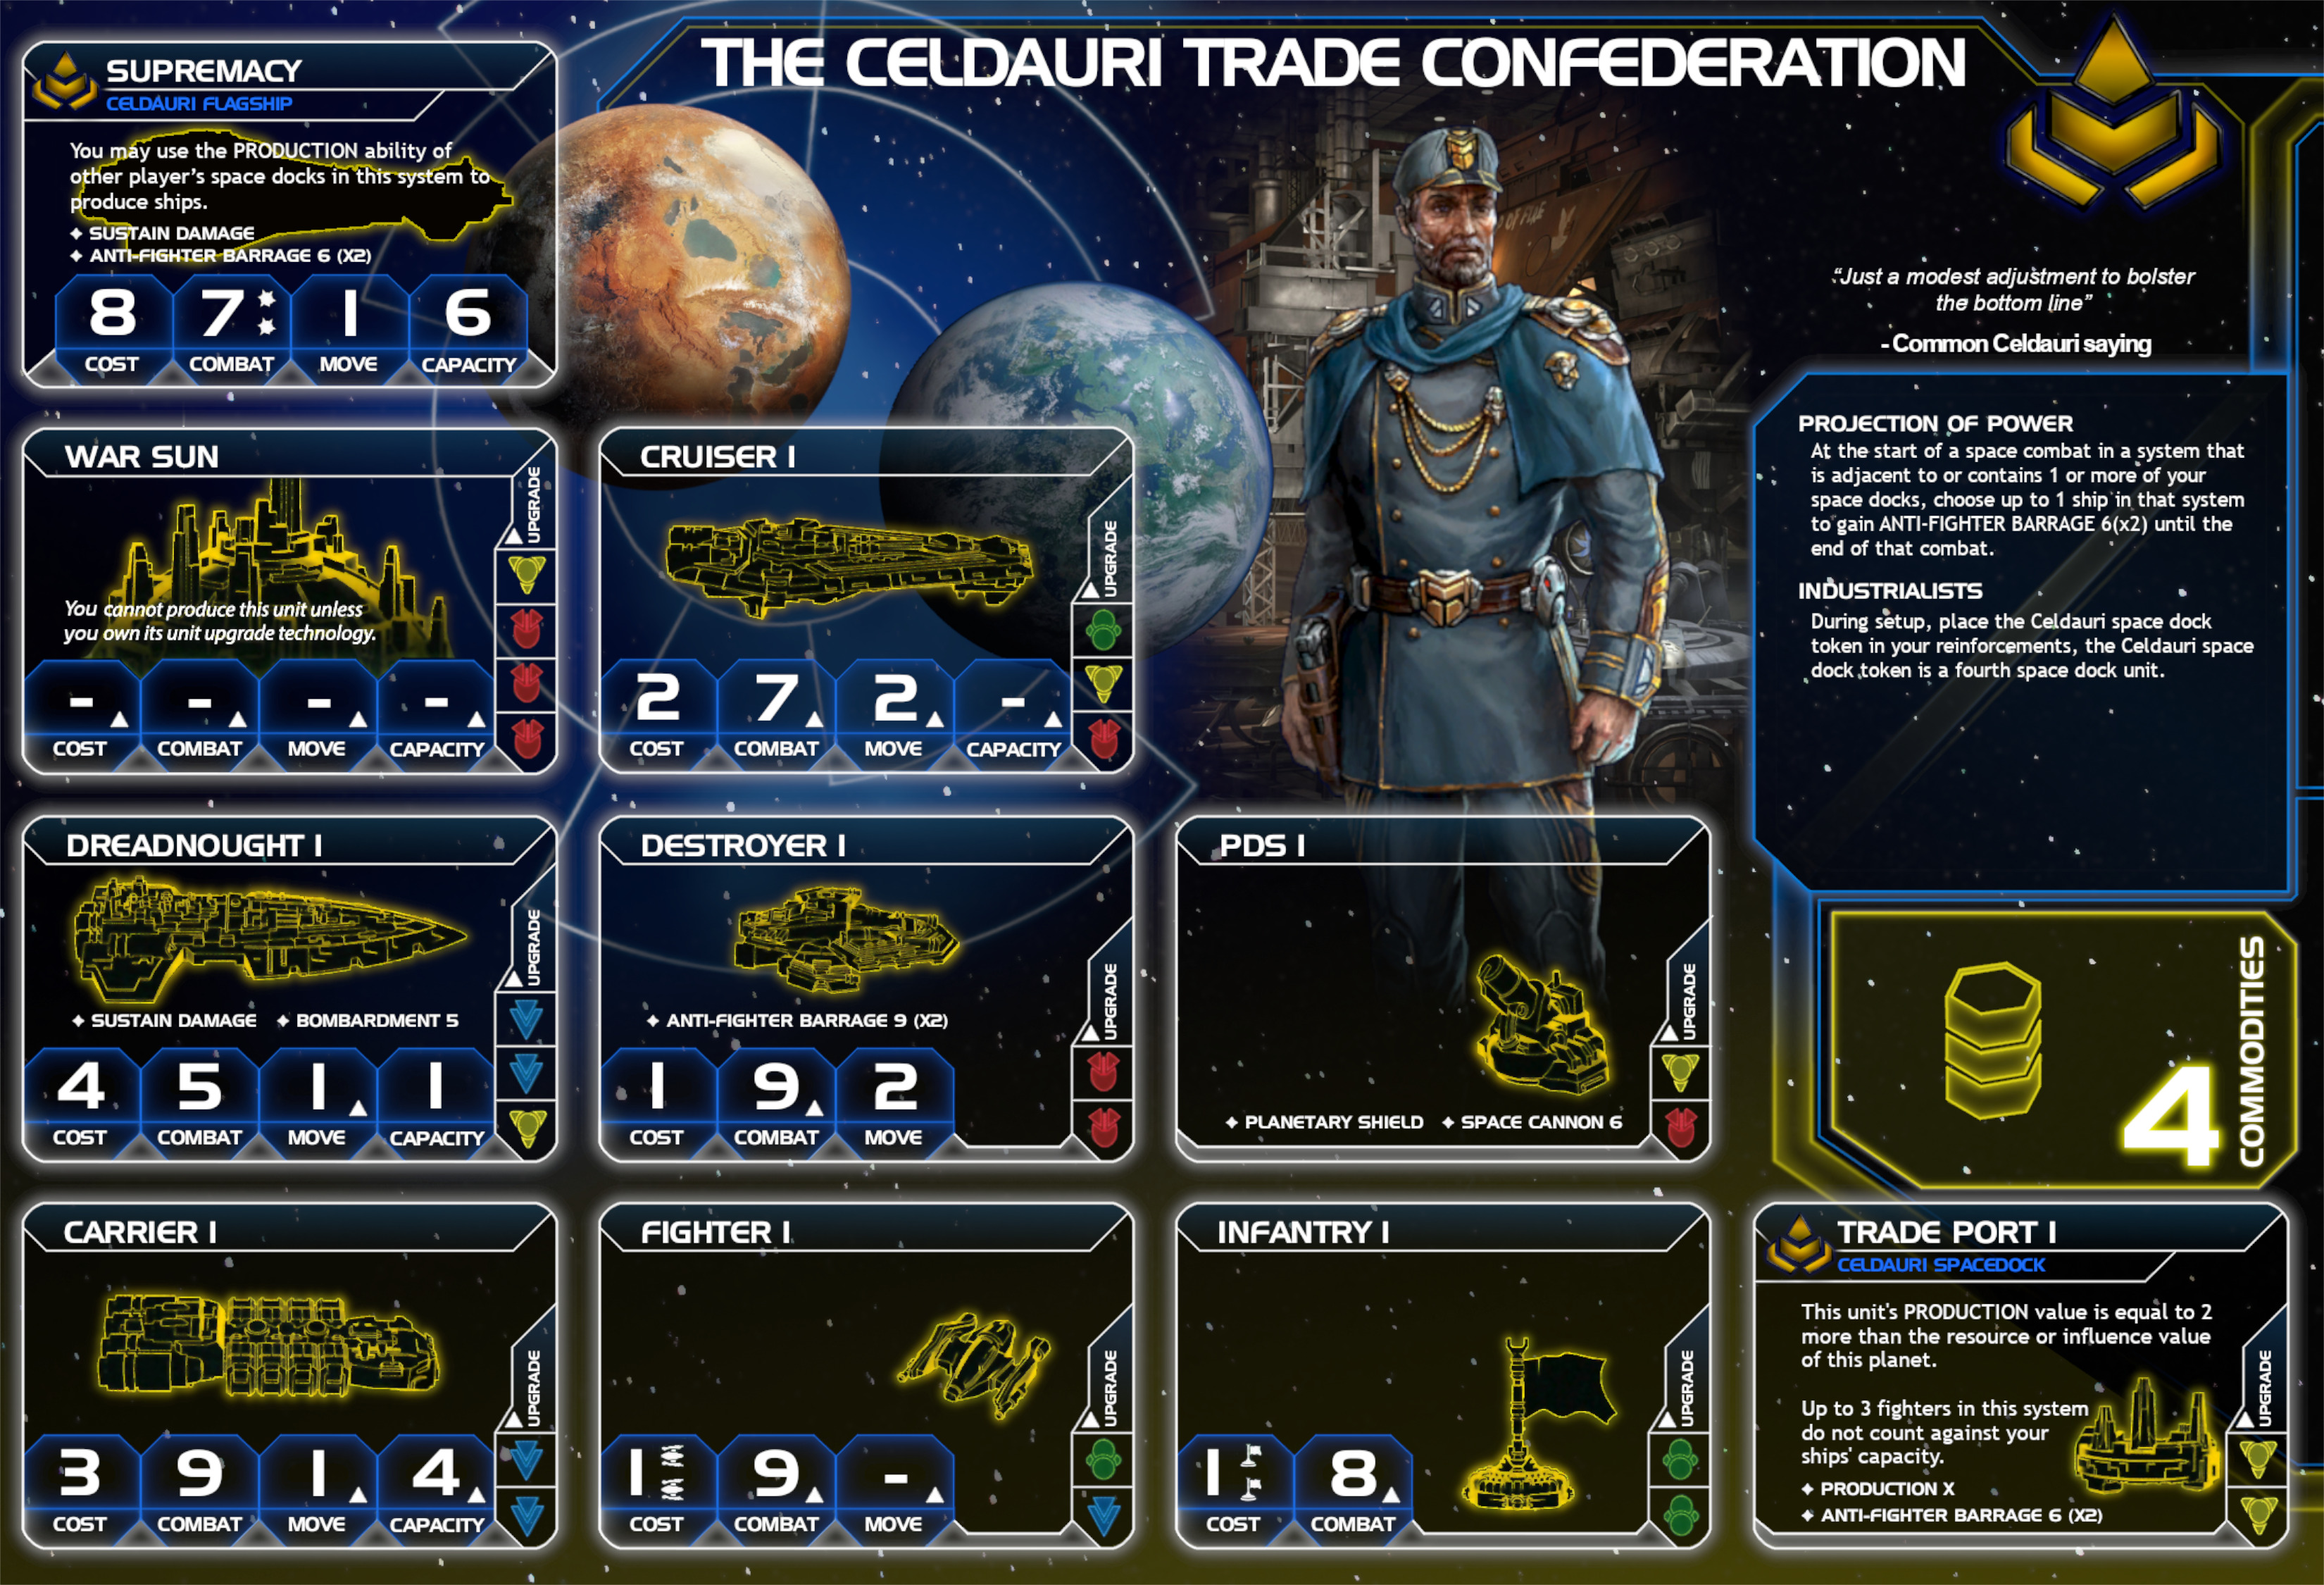 THE CELDAURI TRADE CONFEDERATION
SUPREMACY
CELDAURI FLAGSHIP
You may use the PRODUCTION ability of
other player's space docks in this system to
produce ships.
SUSTAIN DAMAGE
ANTI-FIGHTER BARRAGE 6 (X2)
8 7 1 6
COST COMBAT MOVE CAPACITY
“Just a modest adjustment to bolster
the bottom line”
- Common Celdauri saying
PROJECTION OF POWER
At the start of a space combat in a system that
is adjacent to or contains 1 or more of your
space docks, choose up to 1 ship in that system
to gain ANTI-FIGHTER BARRAGE 6(x2) until the
end of that combat.
INDUSTRIALISTS
During setup, place the Celdauri space dock
token in your reinforcements, the Celdauri space
dock token is a fourth space dock unit.
WAR SUN
UPGRADE
You cannot produce this unit unless
you own its unit upgrade technology.
- - - -
COST COMBAT MOVE CAPACITY
CRUISER I
UPGRADE
2 7 2 -
COST COMBAT MOVE CAPACITY
DREADNOUGHT I
UPGRADE
SUSTAIN DAMAGE BOMBARDMENT 5
4 5 1 1
COST COMBAT MOVE CAPACITY
DESTROYER I
UPGRADE
ANTI-FIGHTER BARRAGE 9 (X2)
1 9 2
COST COMBAT MOVE
PDS I
UPGRADE
PLANETARY SHIELD SPACE CANNON 6
4
COMMODITIES
CARRIER I
UPGRADE
3 9 1 4
COST COMBAT MOVE CAPACITY
FIGHTER I
UPGRADE
1 9 -
COST COMBAT MOVE
INFANTRY I
UPGRADE
1 8
COST COMBAT
TRADE PORT I
CELDAURI SPACEDOCK
This unit's PRODUCTION value is equal to 2
more than the resource or influence value
of this planet.
Up to 3 fighters in this system
do not count against your
ships' capacity.
PRODUCTION X
ANTI-FIGHTER BARRAGE 6 (X2)
UPGRADE